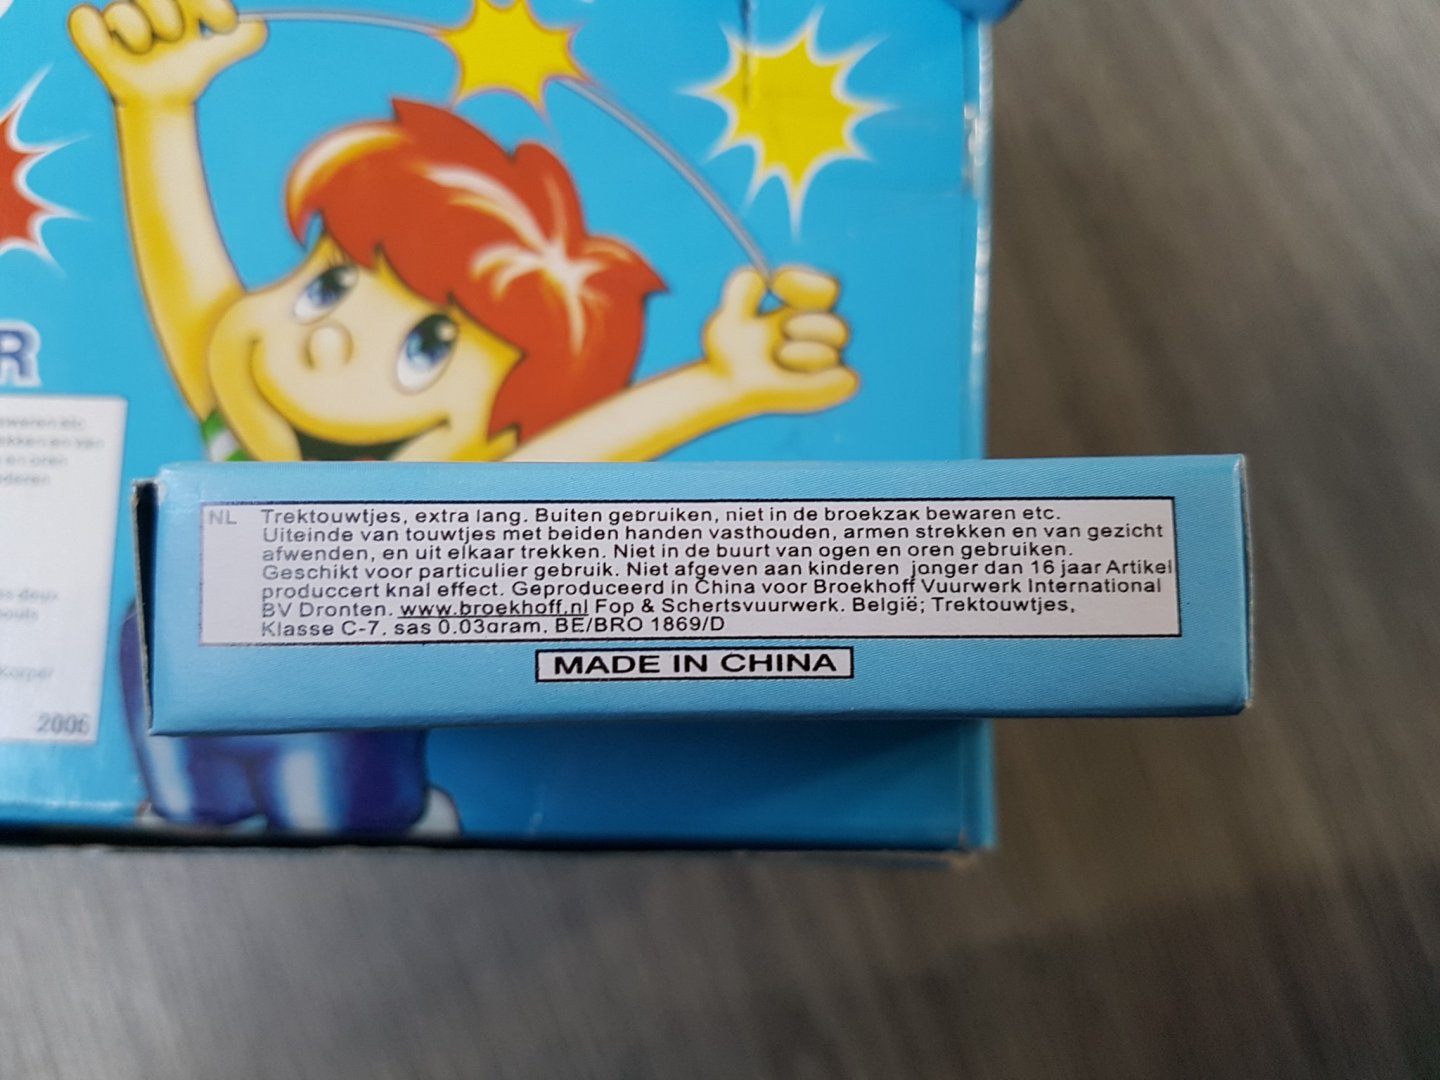 R
2006
NL Trektouwtjes, extra lang. Buiten gebruiken, niet in de broekzak bewaren etc.
Uiteinde van touwtjes met beiden handen vasthouden, armen strekken en van gezicht
afwenden, en uit elkaar trekken. Niet in de buurt van ogen en oren gebruiken.
Geschikt voor particulier gebruik. Niet afgeven aan kinderen jonger dan 16 jaar Artikel
produccert knal effect. Geproduceerd in China voor Broekhoff Vuurwerk International
BV Dronten. www.broekhoff.nl Fop & Schertsvuurwerk. België; Trektouwtjes,
Klasse C-7, sas 0.03gram, BE/BRO 1869/D
MADE IN CHINA